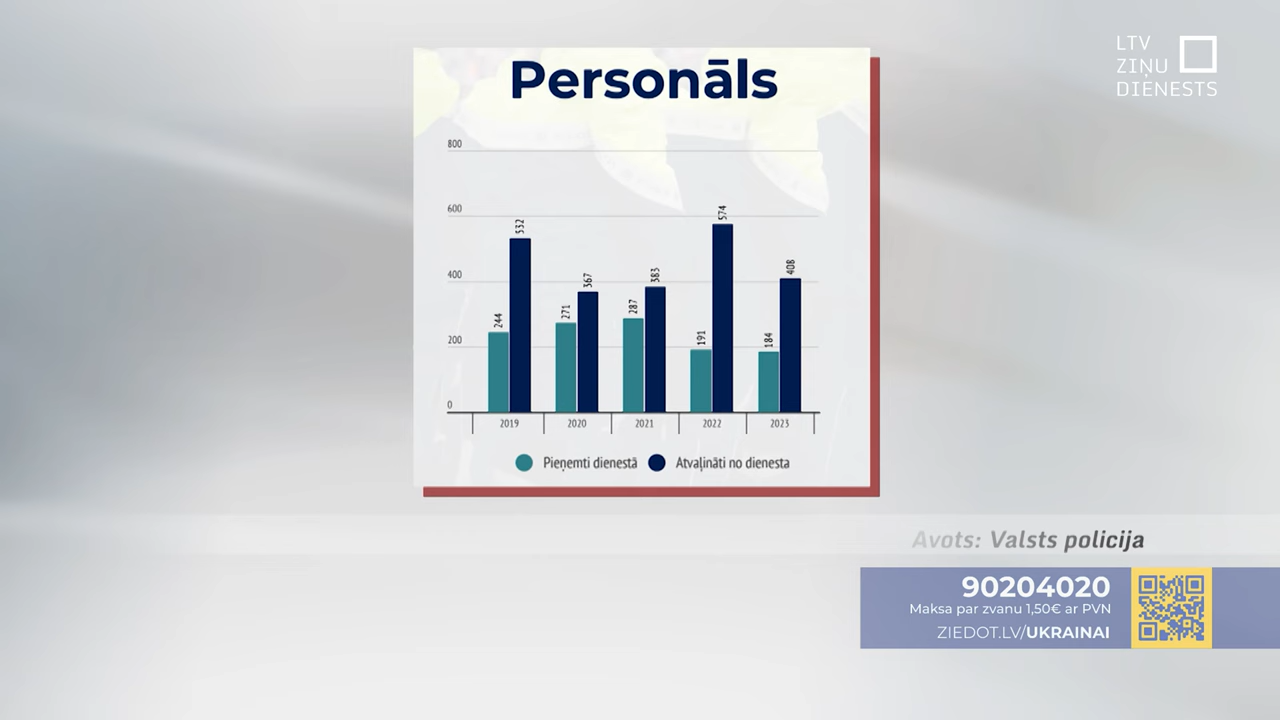 LTV
ZIŅU
DIENESTS
Personāls
800
600
400
200
0
244
532
271
367
287
383
191
574
184
408
2019
2020
2021
2022
2023
Pieņemti dienestā
Atvaļināti no dienesta
Avots: Valsts policija
90204020
Maksa par zvanu 1,50€ ar PVN
ZIEDOT.LV/UKRAINAI